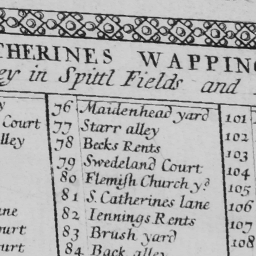 THERINES WAPPIN
ey in Spittl Fields and
y
Court
lley
ne
urt
urt
76 Maidenhead yard
77 Starr alley
78 Becks Rents
79 Swedeland Court
80 Flemish Church y?
81 S. Catherines lane
82 Iennings Rents
83 Brush yard
84 Back alley
101
102
103
104
105
106
107
108